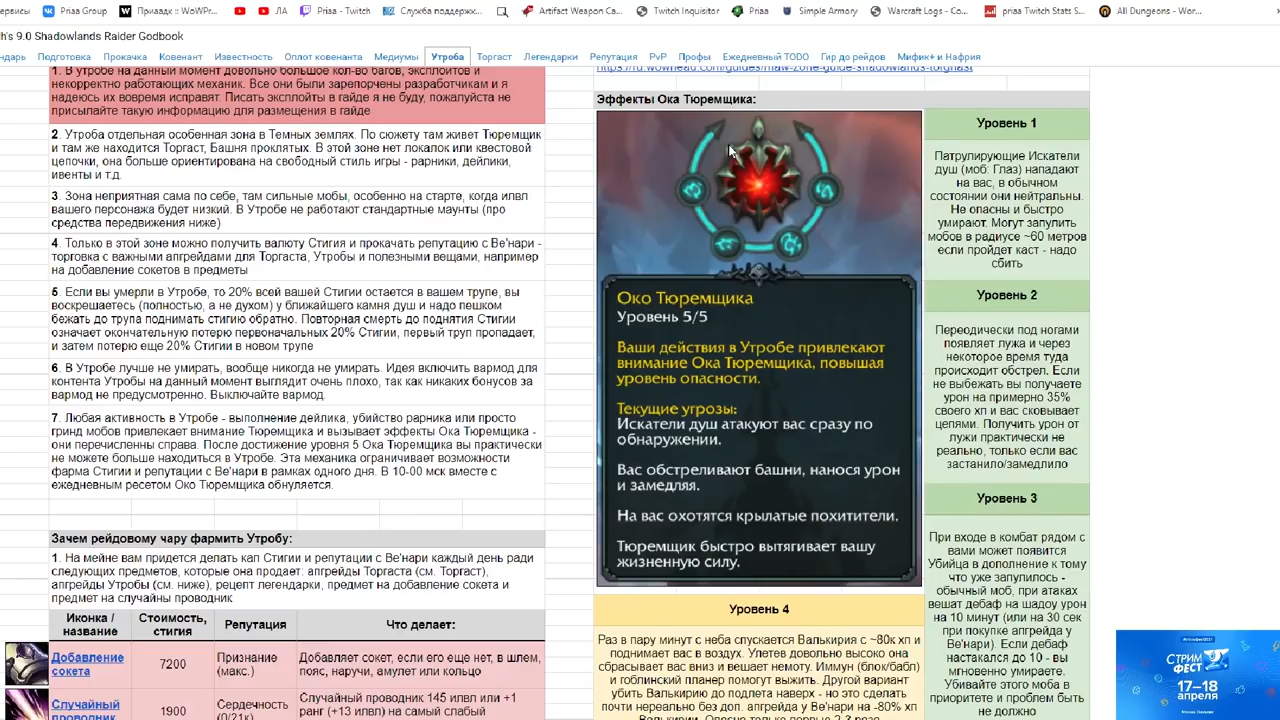 ервисы
Priaa Group
Приаадк :: WoWPr...
ЛА
Priaa - Twitch
Служба поддержк...
Artifact Weapon Ca...
Twitch Inquisitor
Priaa
Simple Armory
Warcraft Logs - Co...
priaa Twitch Stats S...
All Dungeons - Wor...
h's 9.0 Shadowlands Raider Godbook
ндарь
Подготовка
Прокачка
Ковенант
Известность
Оплот ковенанта
Медиумы
Утроба
Торгаст
Легендарки
Репутация
PvP
Профы
Ежедневный TODO
Гир до рейдов
Мифик+ и Нафрия
1. В утробе на данный момент довольно большое кол-во багов, эксплойтов и
некорректно работающих механик. Все они были зарепорчены разработчикам и я
надеюсь их вовремя исправят. Писать эксплойты в гайде я не буду, пожалуйста не
присылайте такую информацию для размещения в гайде
2. Утроба отдельная особенная зона в Темных землях. По сюжету там живет Тюремщик
и там же находится Торгаст, Башня проклятых. В этой зоне нет локалок или квестовой
цепочки, она больше ориентирована на свободный стиль игры - рарники, дейлики,
ивенты и т.д.
3. Зона неприятная сама по себе, там сильные мобы, особенно на старте, когда илвл
вашего персонажа будет низкий. В Утробе не работают стандартные маунты (про
средства передвижения ниже)
4. Только в этой зоне можно получить валюту Стигия и прокачать репутацию с Ве'нари -
торговка с важными апгрейдами для Торгаста, Утробы и полезными вещами, например
на добавление сокетов в предметы
5. Если вы умерли в Утробе, то 20% всей вашей Стигии остается в вашем трупе, вы
воскрешаетесь (полностью, а не духом) у ближайшего камня душ и надо пешком
бежать до трупа поднимать стигию обратно. Повторная смерть до поднятия Стигии
означает окончательную потерю первоначальных 20% Стигии, первый труп пропадает,
и затем потерю еще 20% Стигии в новом трупе
6. В Утробе лучше не умирать, вообще никогда не умирать. Идея включить вармод для
контента Утробы на данный момент выглядит очень плохо, так как никаких бонусов за
вармод не предусмотрено. Выключайте вармод.
7. Любая активность в Утробе - выполнение дейлика, убийство рарника или просто
гринд мобов привлекает внимание Тюремщика и вызывает эффекты Ока Тюремщика -
они перечислены справа. После достижение уровня 5 Ока Тюремщика вы практически
не можете больше находиться в Утробе. Эта механика ограничивает возможности
фарма Стигии и репутации с Ве'нари в рамках одного дня. В 10-00 мск вместе с
ежедневным ресетом Око Тюремщика обнуляется.
Зачем рейдовому чару фармить Утробу:
1. На мейне вам придется делать кап Стигии и репутации с Ве'нари каждый день ради
следующих предметов, которые она продает: апгрейды Торгаста (см. Торгаст),
апгрейды Утробы (см. ниже), рецепт легендарки, предмет на добавление сокета и
предмет на случайны проводник
Иконка /
название
Стоимость,
стигия
Репутация
Что делает:
Добавление
сокета
7200
Признание
(макс.)
Добавляет сокет, если его еще нет, в шлем,
пояс, наручи, амулет или кольцо
Случайный
проводник
1900
Сердечность
(0/21к)
Случайный проводник 145 илвл или +1
ранг (+13 илвл) на самый слабый
https://ru.wowhead.com/guides/maw-zone-guide-shadowlands-torghast
Эффекты Ока Тюремщика:
Око Тюремщика
Уровень 5/5
Ваши действия в Утробе привлекают
внимание Ока Тюремщика, повышая
уровень опасности.
Текущие угрозы:
Искатели душ атакуют вас сразу по
обнаружении.
Вас обстреливают башни, нанося урон
и замедляя.
На вас охотятся крылатые похитители.
Тюремщик быстро вытягивает вашу
жизненную силу.
Уровень 4
Раз в пару минут с неба спускается Валькирия с ~80к хп и
поднимает вас в воздух. Улетев довольно высоко она
сбрасывает вас вниз и вешает немоту. Иммун (блок/бабл)
и гоблинский планер помогут выжить. Другой вариант
убить Валькирию до подлета наверх - но это сделать
почти нереально без доп. апгрейда у Ве'нари на -80% хп
Уровень 1
Патрулирующие Искатели
душ (моб: Глаз) нападают
на вас, в обычном
состоянии они нейтральны.
Не опасны и быстро
умирают. Могут запулить
мобов в радиусе ~60 метров
если пройдет каст - надо
сбить
Уровень 2
Переодически под ногами
появляет лужа и через
некоторое время туда
происходит обстрел. Если
не выбежать вы получаете
урон на примерно 35%
своего хп и вас сковывает
цепями. Получить урон от
лужи практически не
реально, только если вас
застанило/замедлило
Уровень 3
При входе в комбат рядом с
вами может появится
Убийца в дополнение к тому
что уже запулилось -
обычный моб, при атаках
вешат дебаф на шадоу урон
на 10 минут (или на 30 сек
при покупке апгрейда у
Ве'нари). Если дебаф
настакался до 10 - вы
мгновенно умираете.
Убивайте этого моба в
приоритете и проблем быть
не должно
СТРИМ
ФЕСТ
17–18
апреля